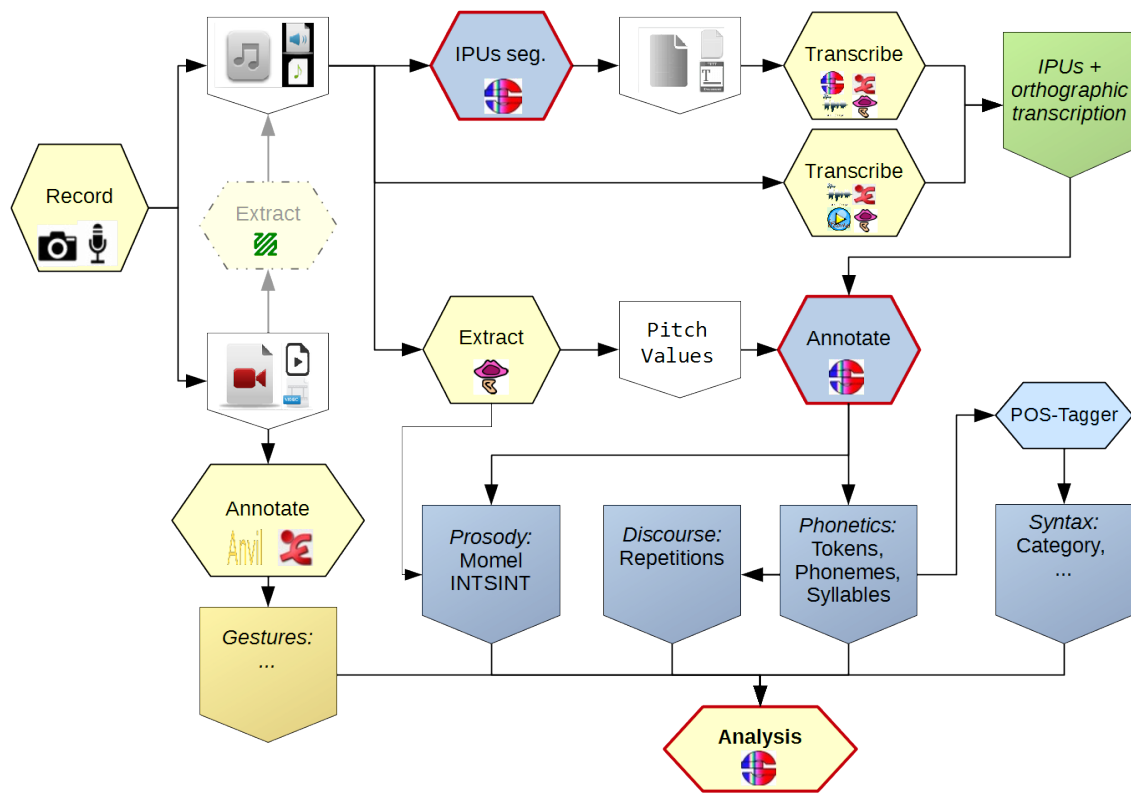 IPUs seg.
Transcribe
IPUs +
orthographic
transcription
Record
Extract
Transcribe
Extract
Pitch
Values
Annotate
POS-Tagger
Annotate
Anvil
Prosody:
Momel
INTSINT
Discourse:
Repetitions
Phonetics:
Tokens,
Phonemes,
Syllables
Syntax:
Category,
...
Gestures:
...
Analysis